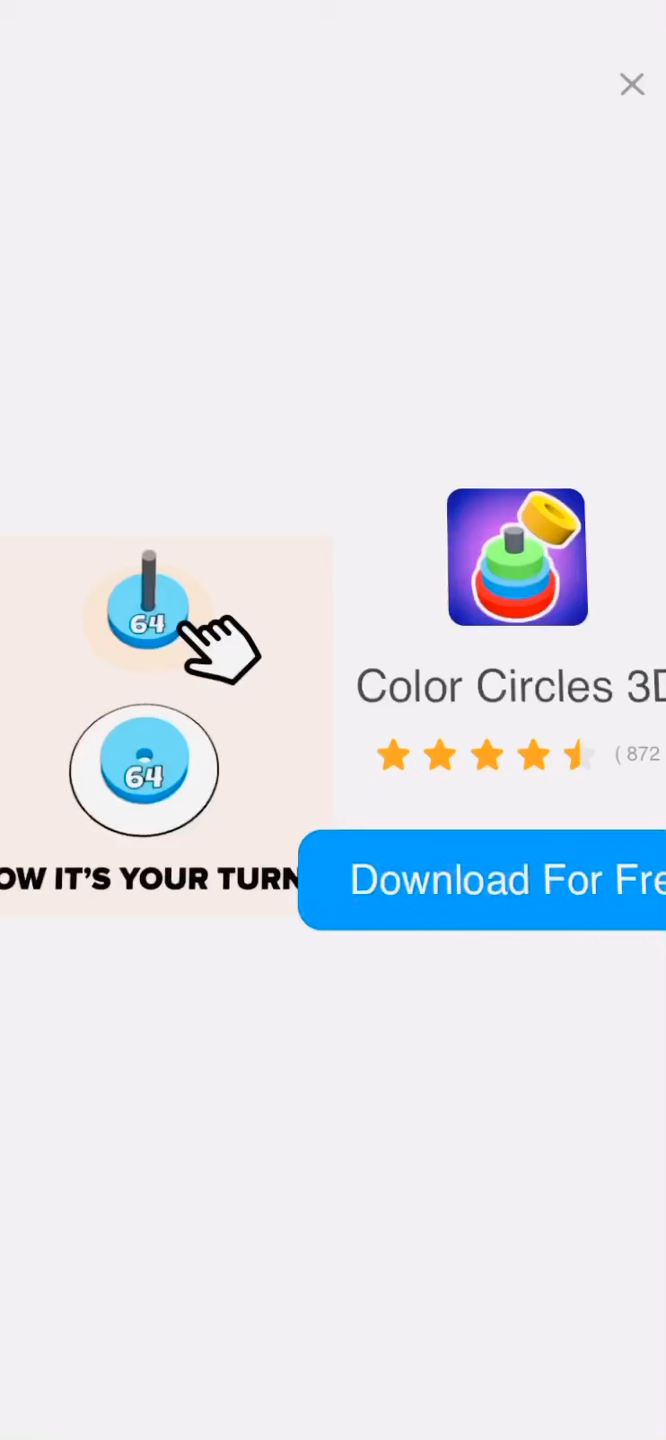 64
64
OW IT'S YOUR TURN
Color Circles 3D
( 872
Download For Fre